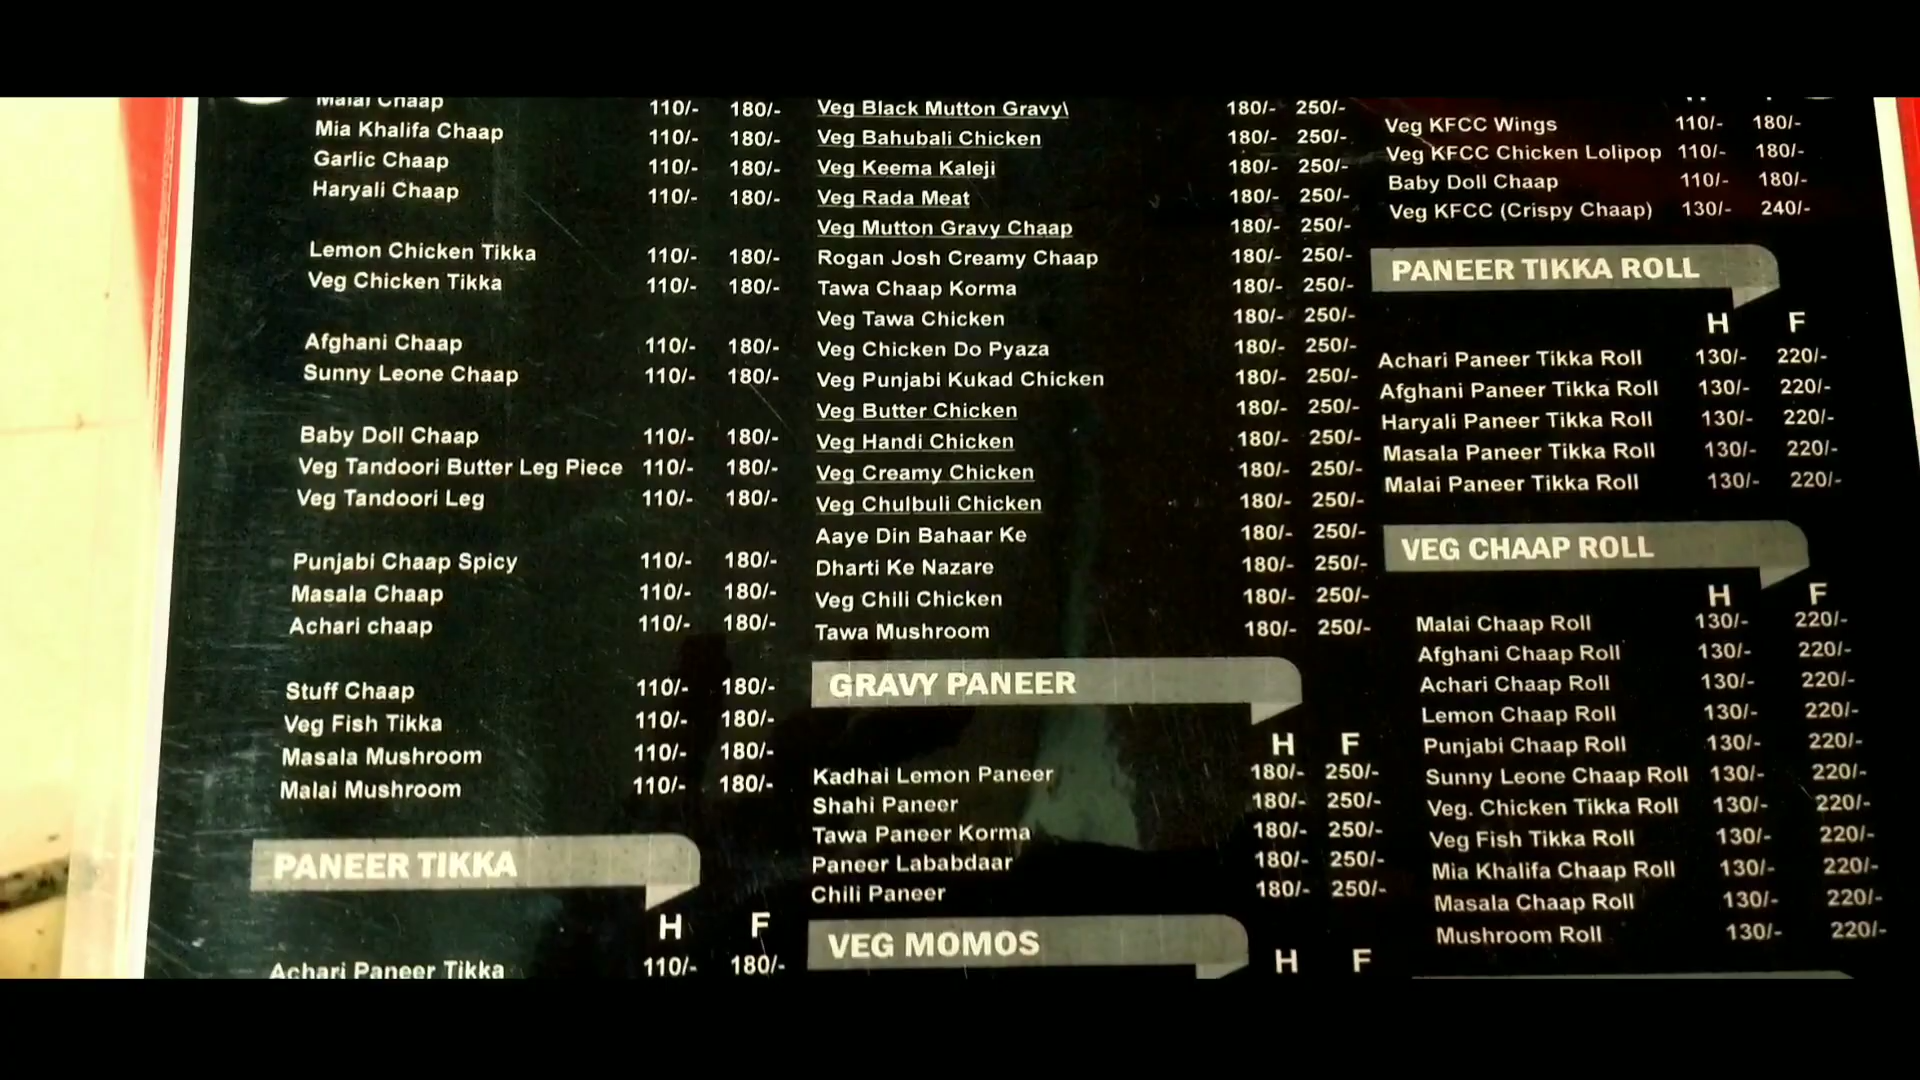 Malai Chaap 110/- 180/-
Mia Khalifa Chaap 110/- 180/-
Garlic Chaap 110/- 180/-
Haryali Chaap 110/- 180/-
Lemon Chicken Tikka 110/- 180/-
Veg Chicken Tikka 110/- 180/-
Afghani Chaap 110/- 180/-
Sunny Leone Chaap 110/- 180/-
Baby Doll Chaap 110/- 180/-
Veg Tandoori Butter Leg Piece 110/- 180/-
Veg Tandoori Leg 110/- 180/-
Punjabi Chaap Spicy 110/- 180/-
Masala Chaap 110/- 180/-
Achari chaap 110/- 180/-
Stuff Chaap 110/- 180/-
Veg Fish Tikka 110/- 180/-
Masala Mushroom 110/- 180/-
Malai Mushroom 110/- 180/-
PANEER TIKKA
H F
Achari Paneer Tikka 110/- 180/-
Veg Black Mutton Gravy\ 180/- 250/-
Veg Bahubali Chicken 180/- 250/-
Veg Keema Kaleji 180/- 250/-
Veg Rada Meat 180/- 250/-
Veg Mutton Gravy Chaap 180/- 250/-
Rogan Josh Creamy Chaap 180/- 250/-
Tawa Chaap Korma 180/- 250/-
Veg Tawa Chicken 180/- 250/-
Veg Chicken Do Pyaza 180/- 250/-
Veg Punjabi Kukad Chicken 180/- 250/-
Veg Butter Chicken 180/- 250/-
Veg Handi Chicken 180/- 250/-
Veg Creamy Chicken 180/- 250/-
Veg Chulbuli Chicken 180/- 250/-
Aaye Din Bahaar Ke 180/- 250/-
Dharti Ke Nazare 180/- 250/-
Veg Chili Chicken 180/- 250/-
Tawa Mushroom 180/- 250/-
GRAVY PANEER
H F
Kadhai Lemon Paneer 180/- 250/-
Shahi Paneer 180/- 250/-
Tawa Paneer Korma 180/- 250/-
Paneer Lababdaar 180/- 250/-
Chili Paneer 180/- 250/-
VEG MOMOS
H F
Veg KFCC Wings 110/- 180/-
Veg KFCC Chicken Lolipop 110/- 180/-
Baby Doll Chaap 110/- 180/-
Veg KFCC (Crispy Chaap) 130/- 240/-
PANEER TIKKA ROLL
H F
Achari Paneer Tikka Roll 130/- 220/-
Afghani Paneer Tikka Roll 130/- 220/-
Haryali Paneer Tikka Roll 130/- 220/-
Masala Paneer Tikka Roll 130/- 220/-
Malai Paneer Tikka Roll 130/- 220/-
VEG CHAAP ROLL
H F
Malai Chaap Roll 130/- 220/-
Afghani Chaap Roll 130/- 220/-
Achari Chaap Roll 130/- 220/-
Lemon Chaap Roll 130/- 220/-
Punjabi Chaap Roll 130/- 220/-
Sunny Leone Chaap Roll 130/- 220/-
Veg. Chicken Tikka Roll 130/- 220/-
Veg Fish Tikka Roll 130/- 220/-
Mia Khalifa Chaap Roll 130/- 220/-
Masala Chaap Roll 130/- 220/-
Mushroom Roll 130/- 220/-